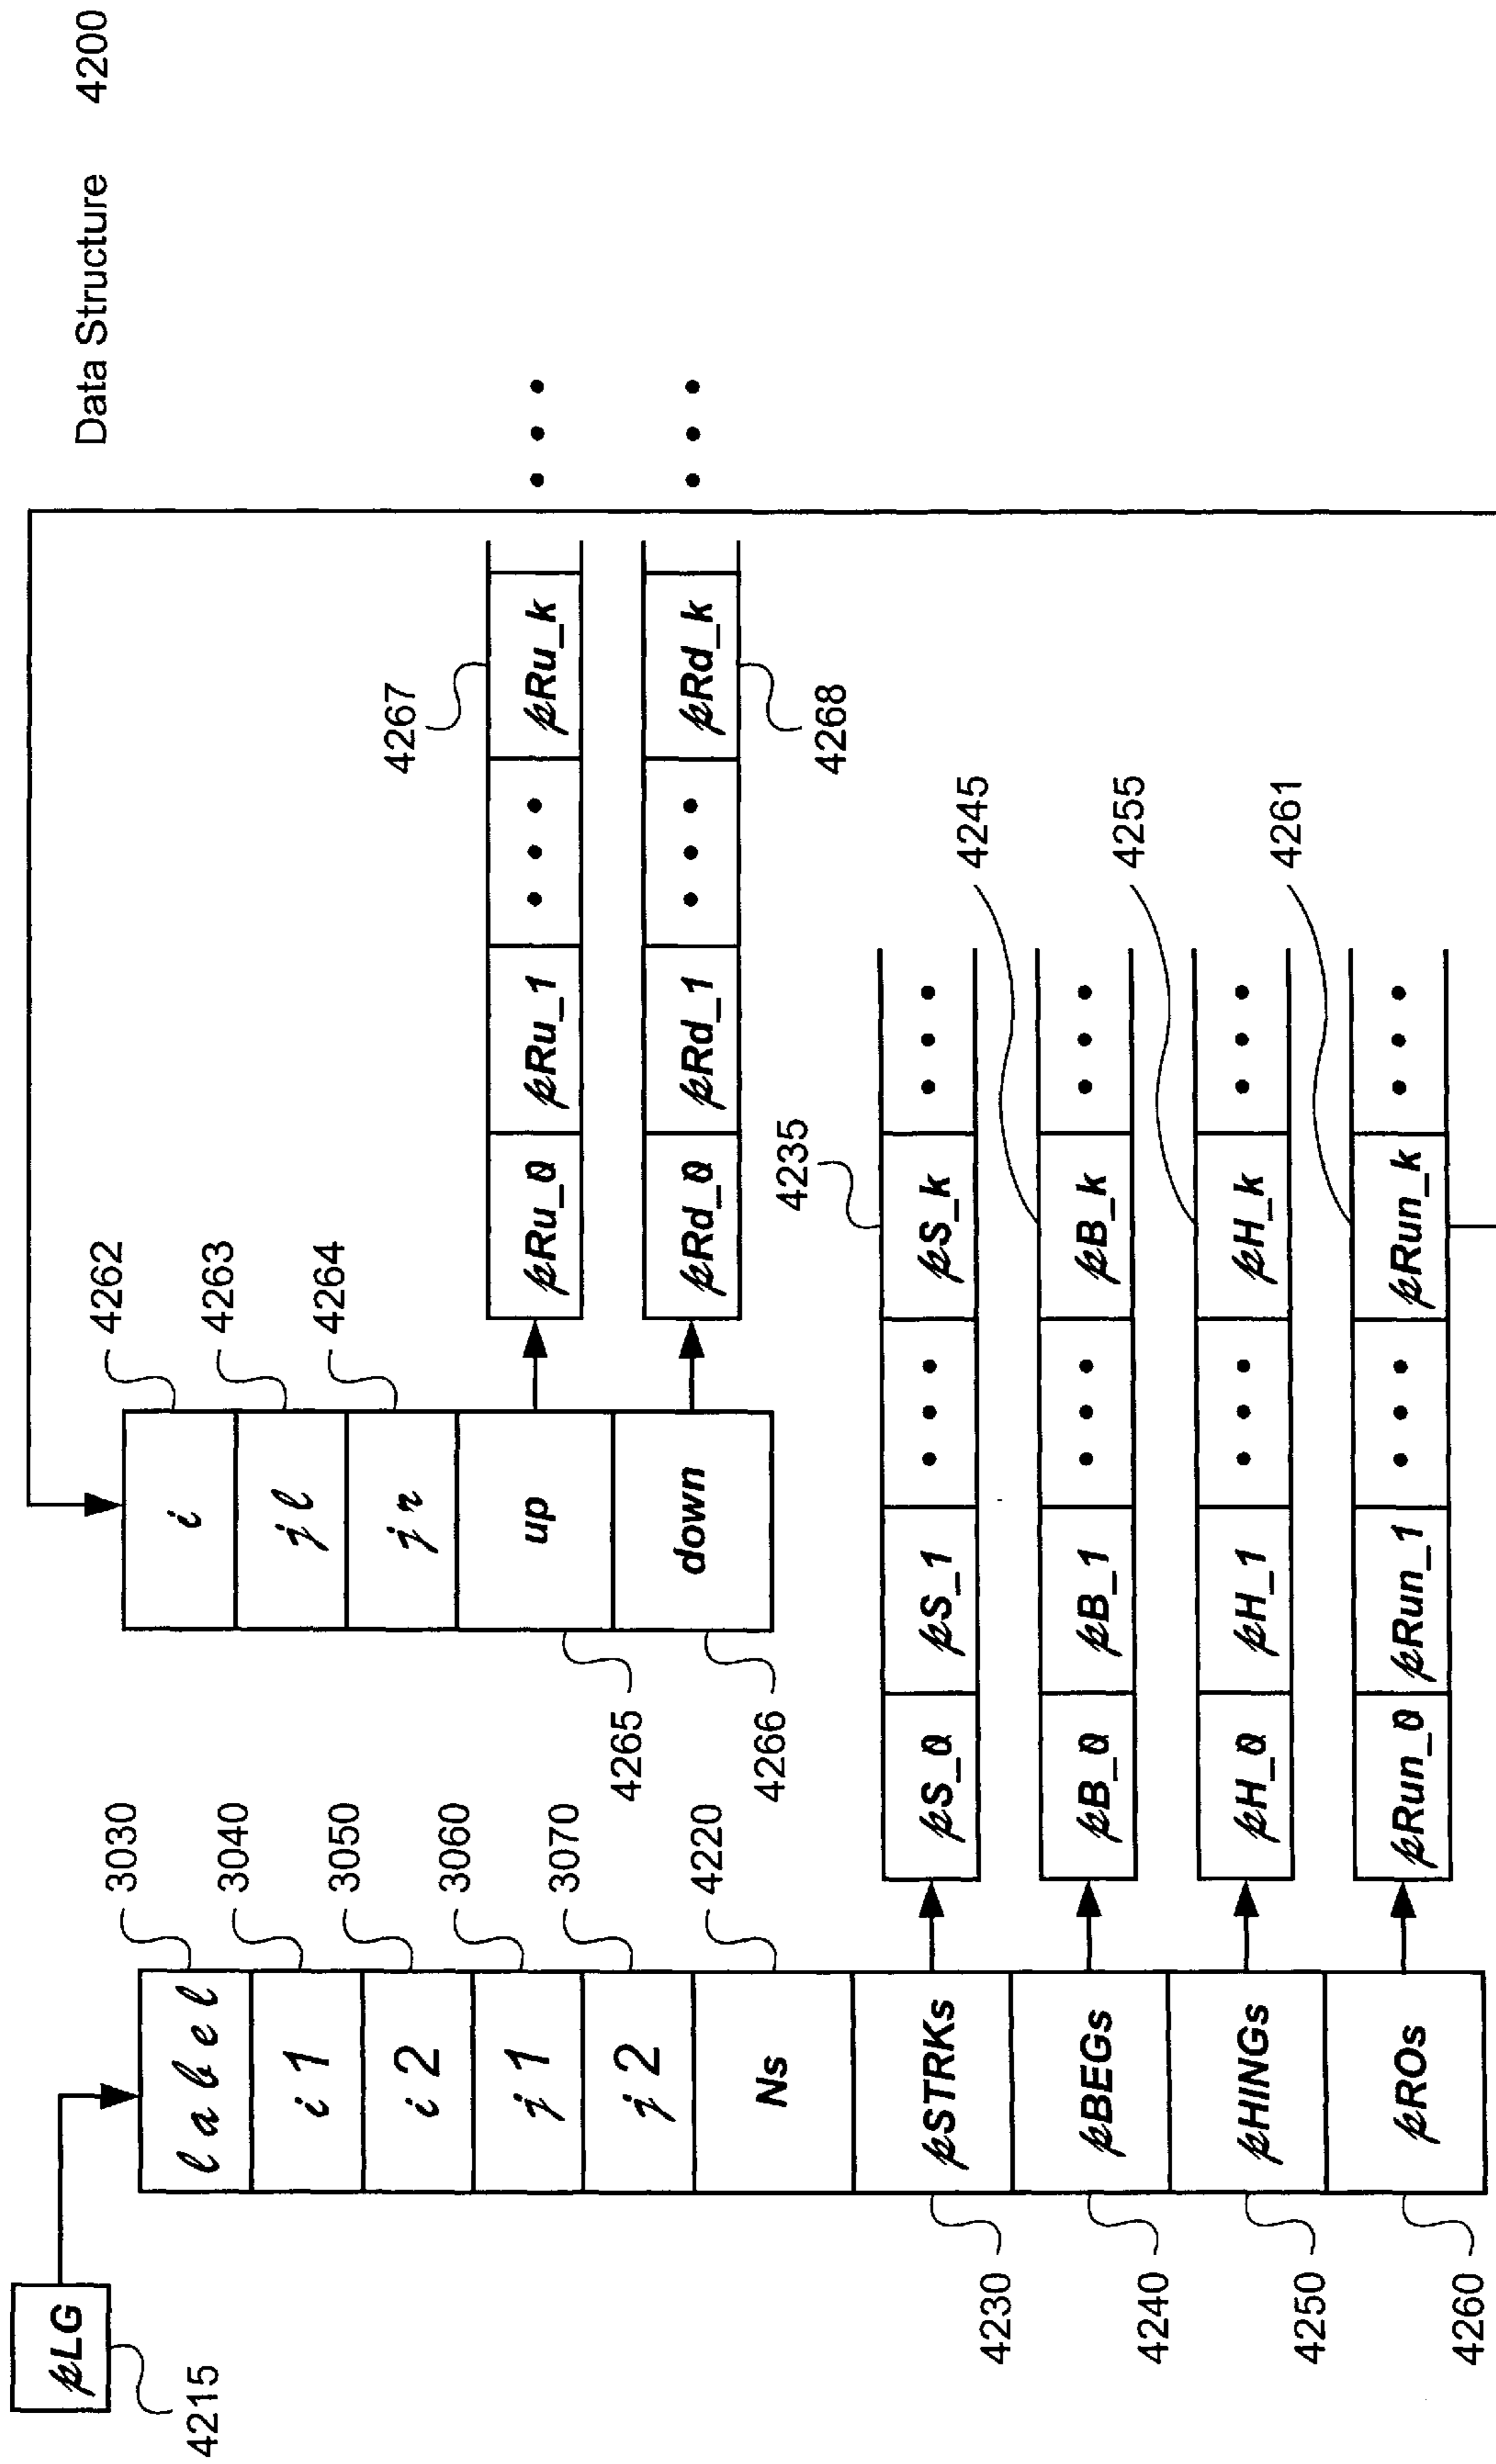 Data Structure 4200
pLG
4215
label
3030
i1
3040
i2
3050
j1
3060
j2
3070
Ns
4220
pSTRKs
4230
pBEGs
4240
pHINGs
4250
pROs
4260
i
4262
jl
4263
jr
4264
up
4265
down
4266
pRu_0 pRu_1 • • • pRu_k • • •
4267
pRd_0 pRd_1 • • • pRd_k • • •
4268
pS_0 pS_1 • • • pS_k • • •
4235
pB_0 pB_1 • • • pB_k • • •
4245
pH_0 pH_1 • • • pH_k • • •
4255
pRun_0 pRun_1 • • • pRun_k • • •
4261